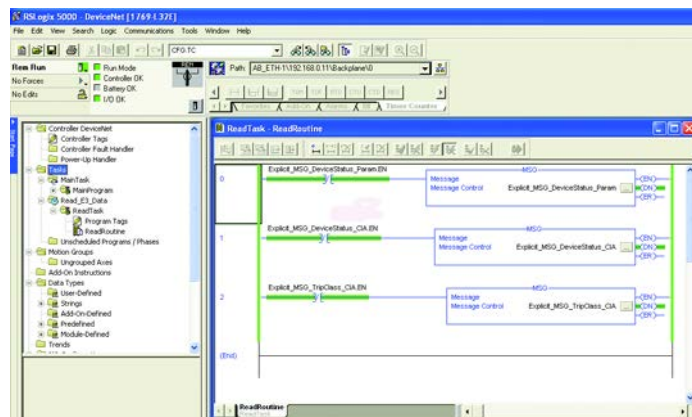 RSLogix 5000 - DeviceNet [1769-L32E]
File Edit View Search Logic Communications Tools Window Help
CFG.TC
Rem Run
Run Mode
No Forces
Controller OK
No Edits
Battery OK
I/O OK
REM
Path: AB_ETH-1\192.168.0.11\Backplane\0
Favorites Add-On Alarms Bit Timer/Counter
Controller DeviceNet
Controller Tags
Controller Fault Handler
Power-Up Handler
Tasks
MainTask
MainProgram
Read_E3_Data
ReadTask
Program Tags
ReadRoutine
Unscheduled Programs / Phases
Motion Groups
Ungrouped Axes
Add-On Instructions
Data Types
User-Defined
Strings
Add-On-Defined
Predefined
Module-Defined
Trends
ReadTask - ReadRoutine
0
Explicit_MSG_DeviceStatus_Param.EN
MSG
Message
Message Control Explicit_MSG_DeviceStatus_Param ...
(EN)
(DN)
(ER)
1
Explicit_MSG_DeviceStatus_CIA.EN
MSG
Message
Message Control Explicit_MSG_DeviceStatus_CIA ...
(EN)
(DN)
(ER)
2
Explicit_MSG_TripClass_CIA.EN
MSG
Message
Message Control Explicit_MSG_TripClass_CIA ...
(EN)
(DN)
(ER)
(End)
ReadRoutine